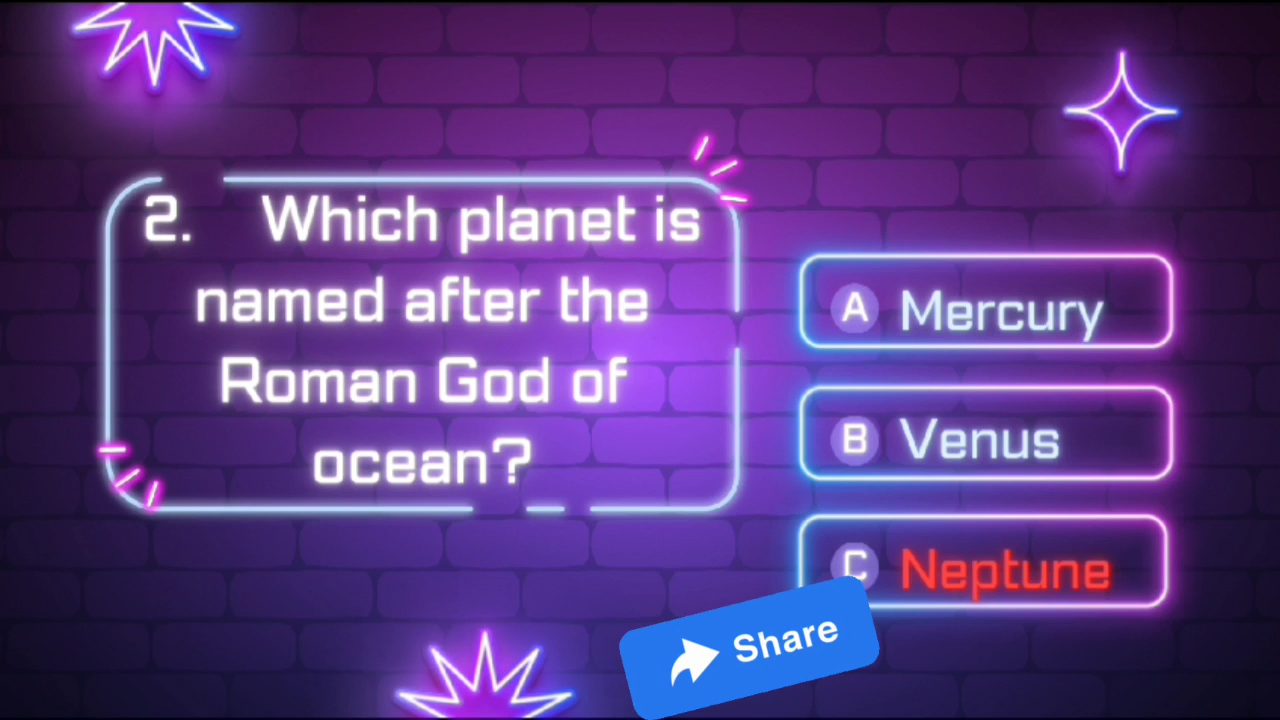 2. Which planet is
named after the
Roman God of
ocean?
A Mercury
B Venus
C Neptune
Share